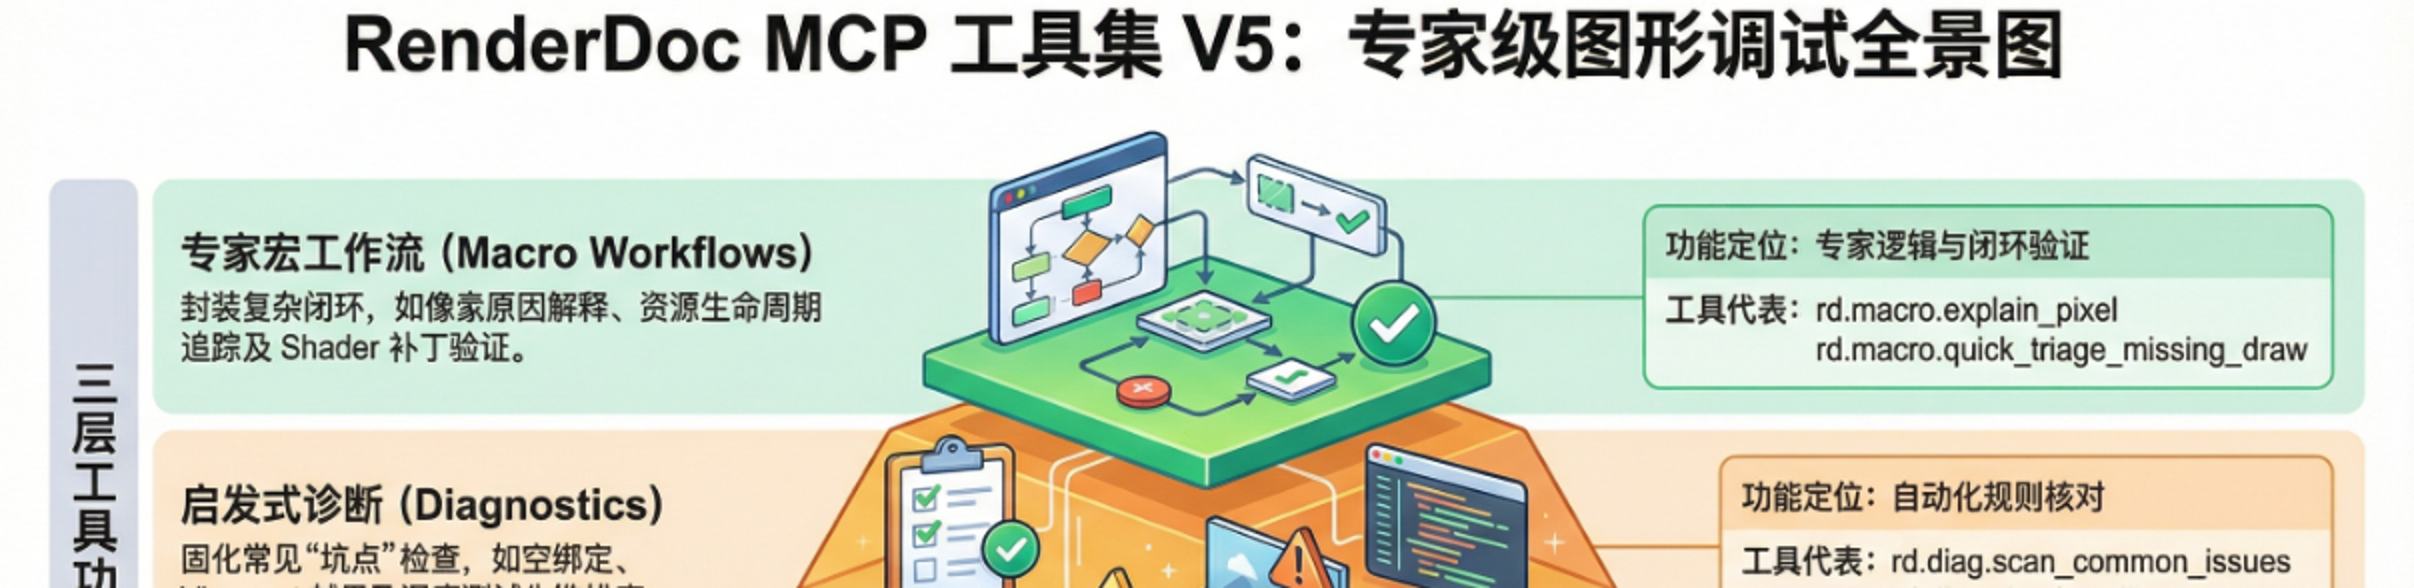 RenderDoc MCP 工具集 V5：专家级图形调试全景图
三层工具功
专家宏工作流 (Macro Workflows)
封装复杂闭环，如像家原因解释、资源生命周期
追踪及 Shader 补丁验证。
功能定位：专家逻辑与闭环验证
工具代表：rd.macro.explain_pixel
rd.macro.quick_triage_missing_draw
启发式诊断 (Diagnostics)
固化常见“坑点”检查，如空绑定、
功能定位：自动化规则核对
工具代表：rd.diag.scan_common_issues